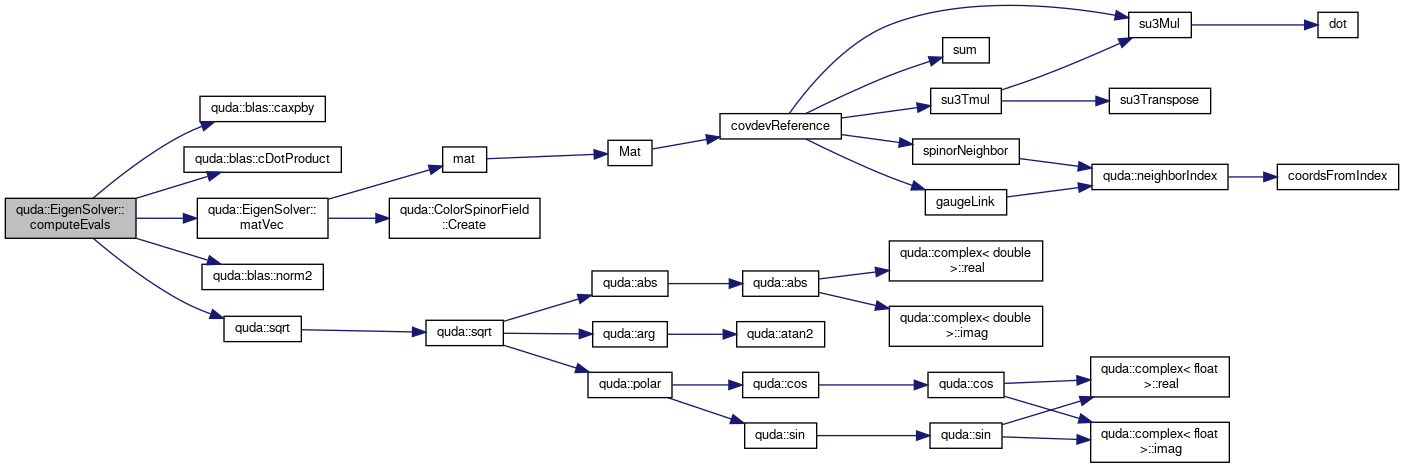 quda::EigenSolver::
computeEvals
quda::blas::caxpby
quda::blas::cDotProduct
quda::EigenSolver::
matVec
quda::blas::norm2
quda::sqrt
mat
quda::ColorSpinorField
::Create
Mat
covdevReference
su3Mul
dot
sum
su3Tmul
su3Transpose
spinorNeighbor
gaugeLink
quda::neighborIndex
coordsFromIndex
quda::sqrt
quda::abs
quda::abs
quda::complex< double
>::real
quda::complex< double
>::imag
quda::arg
quda::atan2
quda::polar
quda::cos
quda::cos
quda::sin
quda::sin
quda::complex< float
>::real
quda::complex< float
>::imag